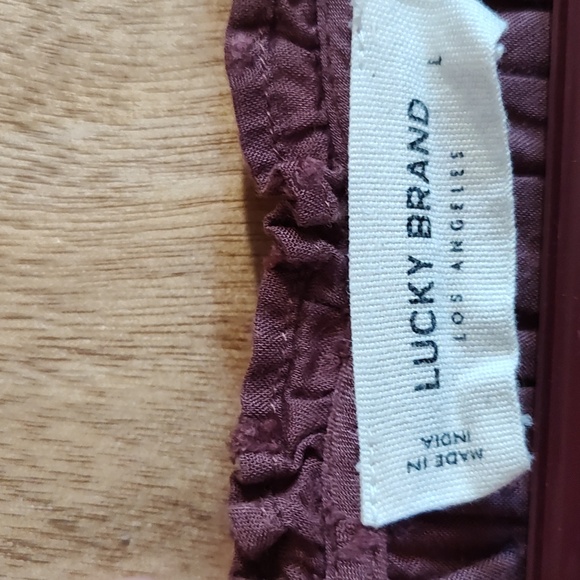 LUCKY BRAND
LOS ANGELES
L
MADE IN
INDIA